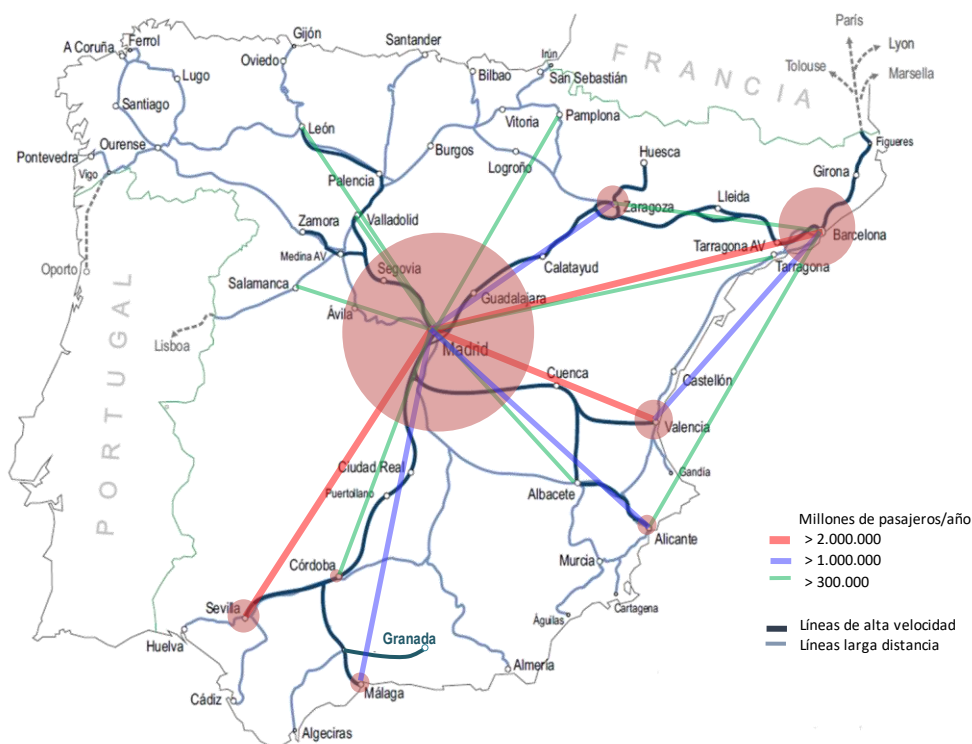 París
Lyon
Tolouse
Marsella
FRANCIA
Gijón
Ferrol
A Coruña
Oviedo
Santander
Irún
Bilbao
San Sebastián
Lugo
Santiago
León
Vitoria
Pamplona
Figueres
Ourense
Pontevedra
Vigo
Burgos
Logroño
Huesca
Girona
Palencia
Zaragoza
Lleida
Zamora
Valladolid
Barcelona
Medina AV
Tarragona AV
Oporto
Segovia
Calatayud
Tarragona
Salamanca
Guadalajara
Ávila
Lisboa
Madrid
PORTUGAL
Cuenca
Castellón
Valencia
Ciudad Real
Gandía
Puertollano
Albacete
Alicante
Millones de pasajeros/año
> 2.000.000
> 1.000.000
> 300.000
Murcia
Córdoba
Sevilla
Cartagena
Águilas
Líneas de alta velocidad
Líneas larga distancia
Huelva
Granada
Almería
Málaga
Cádiz
Algeciras